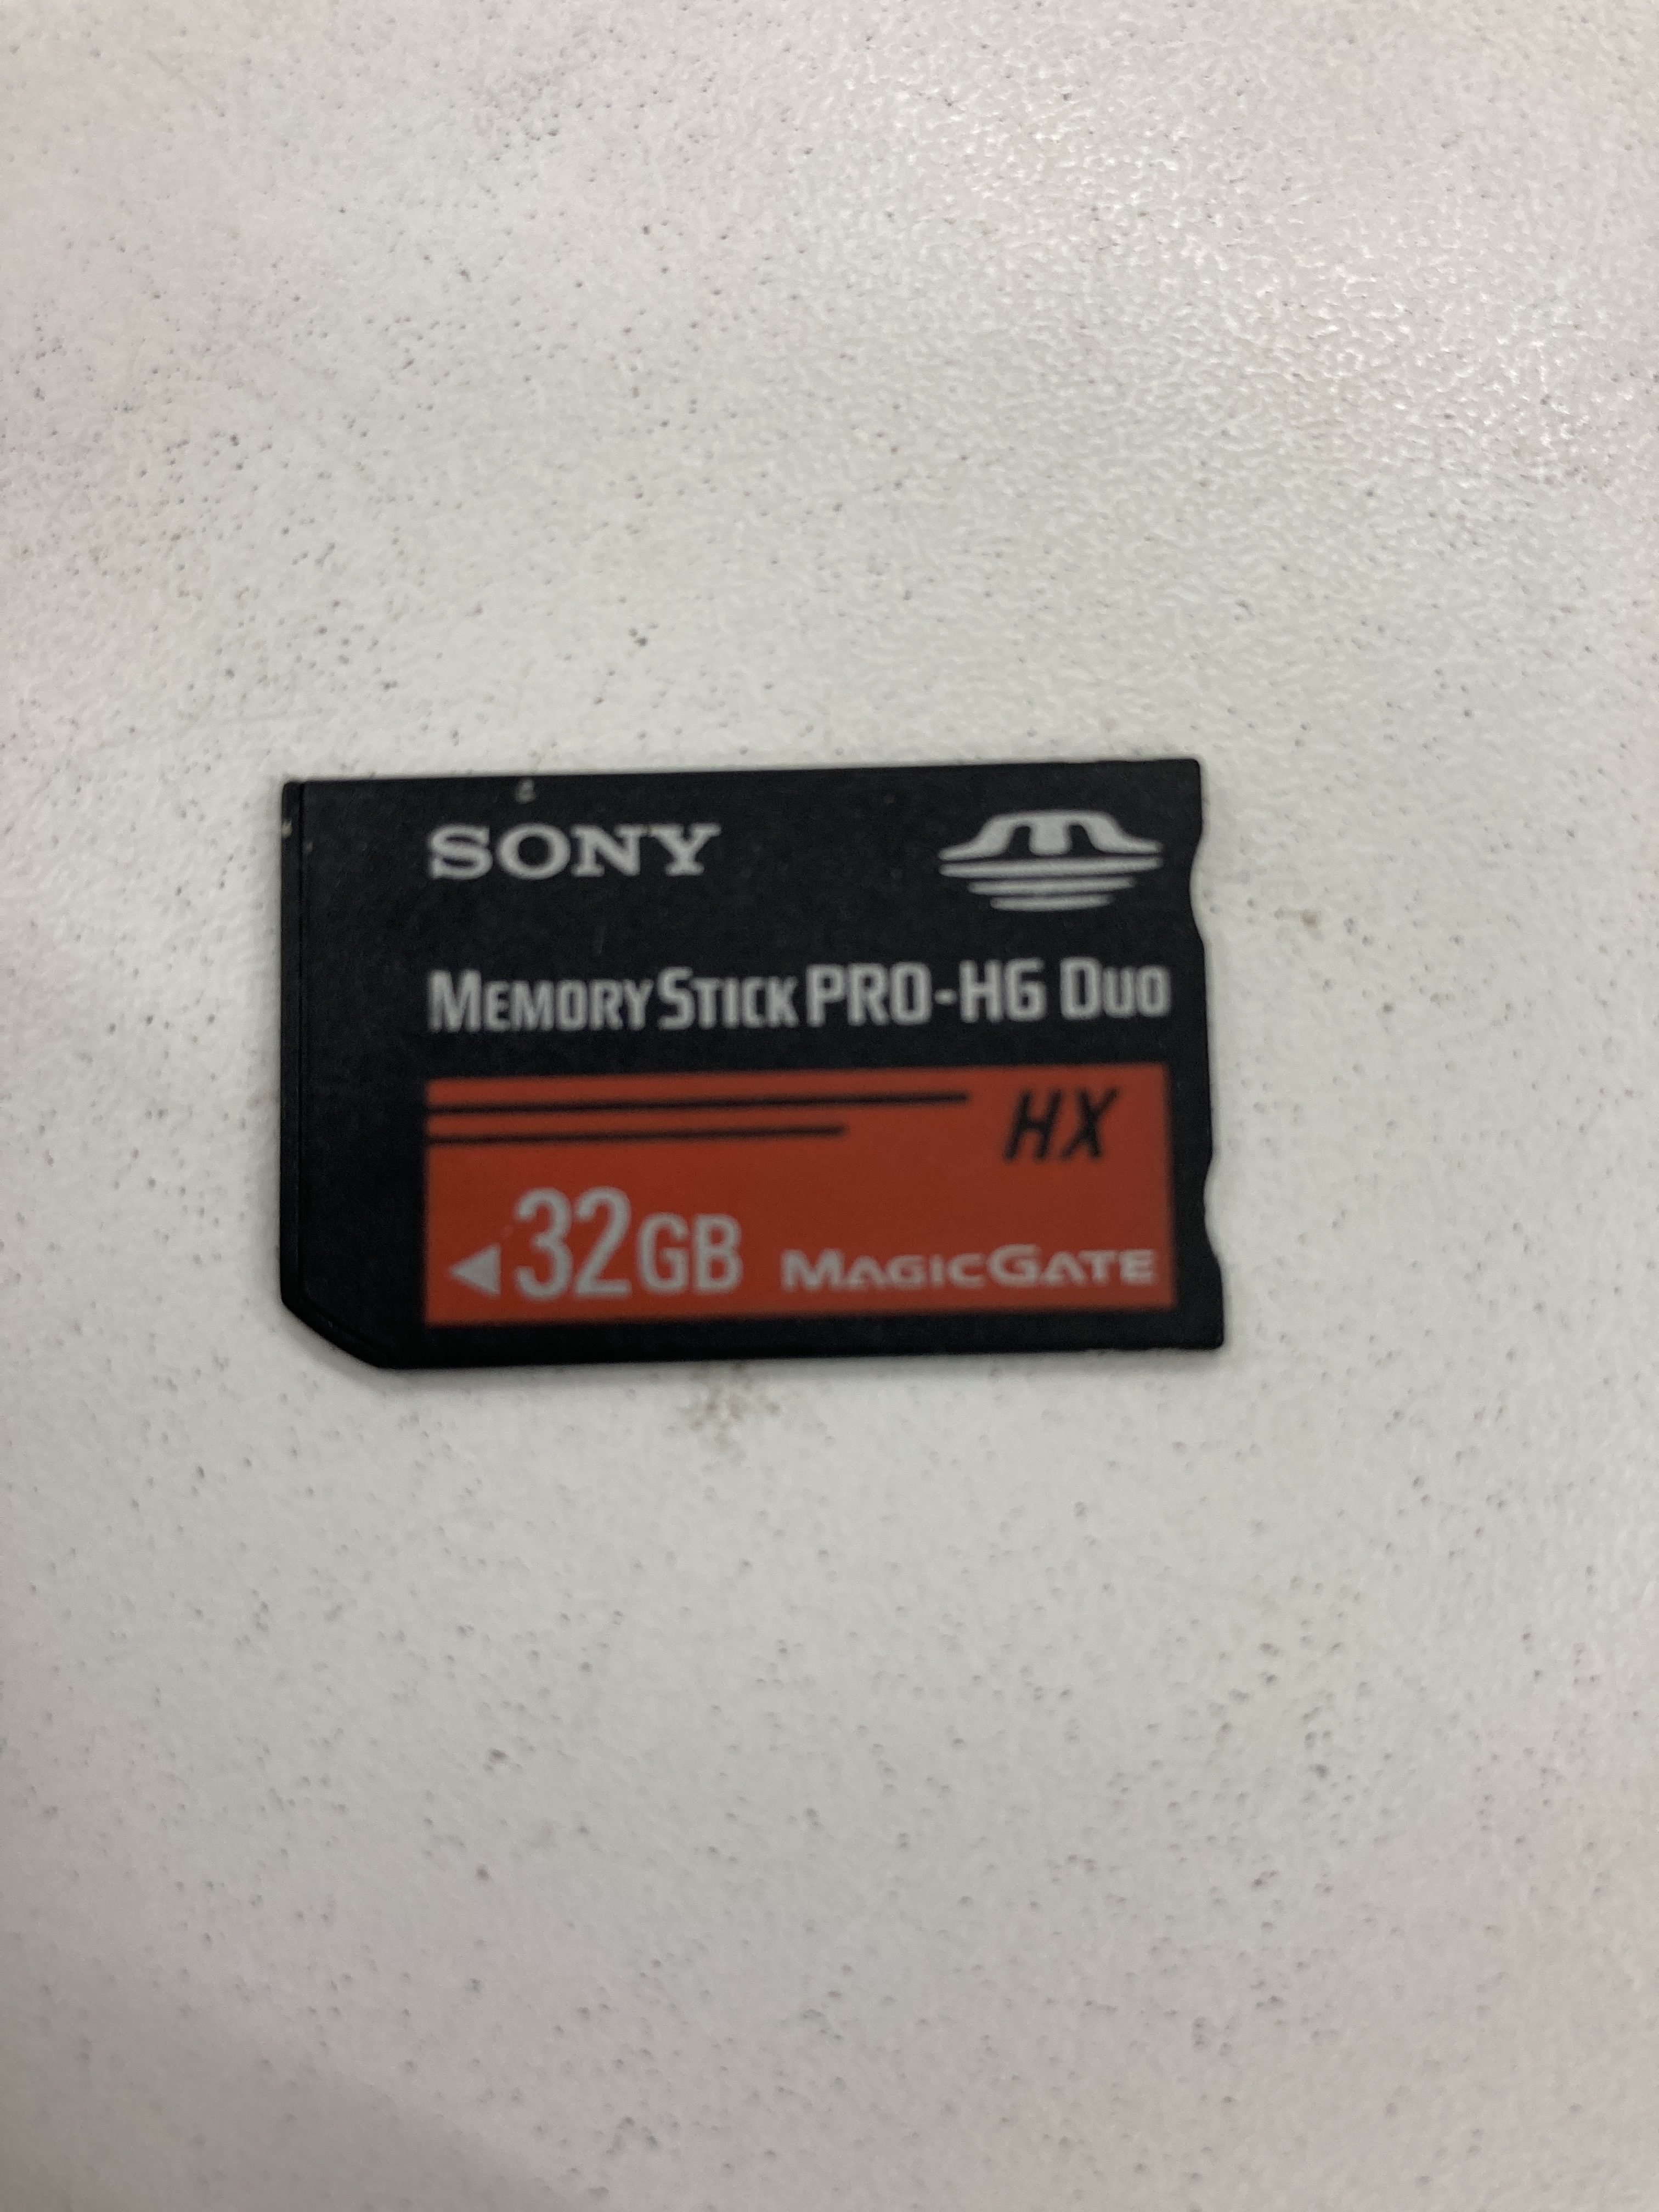 SONY
MEMORY STICK PRO-HG DUO
HX
32GB MAGICGATE